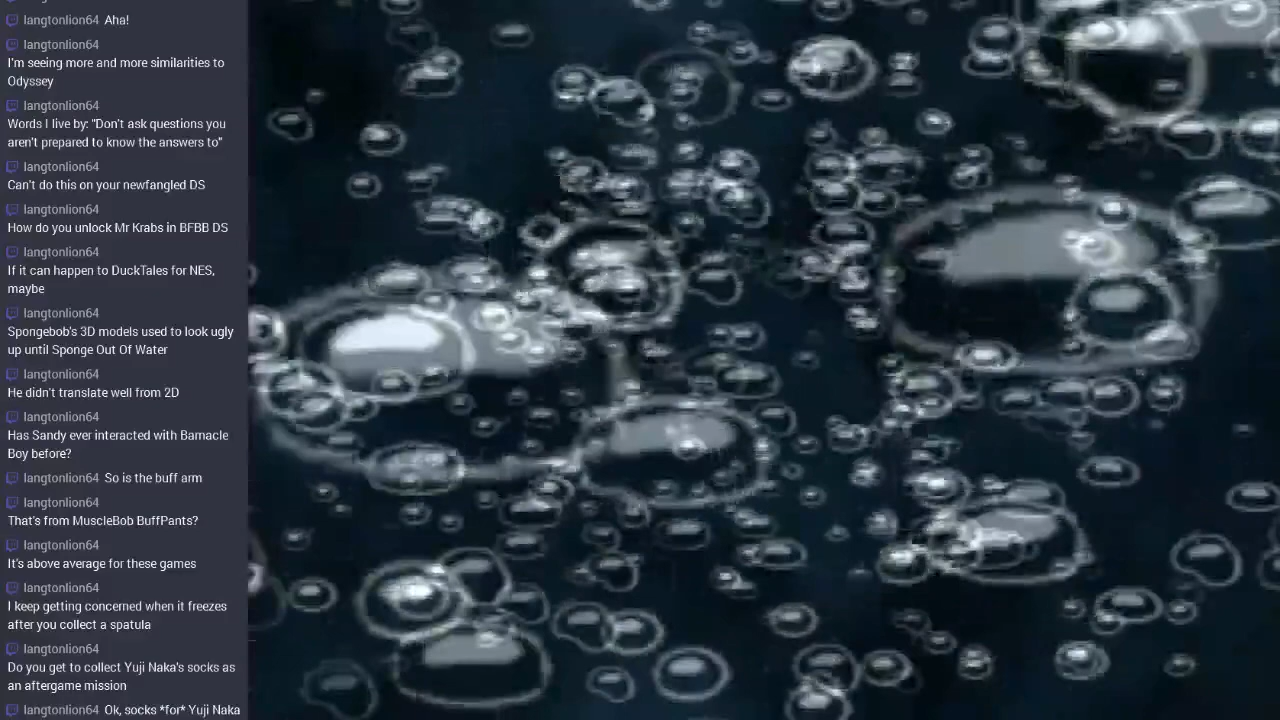 langtonlion64 Aha!
langtonlion64
I'm seeing more and more similarities to
Odyssey
langtonlion64
Words I live by: "Don't ask questions you
aren't prepared to know the answers to"
langtonlion64
Can't do this on your newfangled DS
langtonlion64
How do you unlock Mr Krabs in BFBB DS
langtonlion64
If it can happen to DuckTales for NES,
maybe
langtonlion64
Spongebob's 3D models used to look ugly
up until Sponge Out Of Water
langtonlion64
He didn't translate well from 2D
langtonlion64
Has Sandy ever interacted with Barnacle
Boy before?
langtonlion64 So is the buff arm
langtonlion64
That's from MuscleBob BuffPants?
langtonlion64
It's above average for these games
langtonlion64
I keep getting concerned when it freezes
after you collect a spatula
langtonlion64
Do you get to collect Yuji Naka's socks as
an aftergame mission
langtonlion64 Ok, socks *for* Yuji Naka